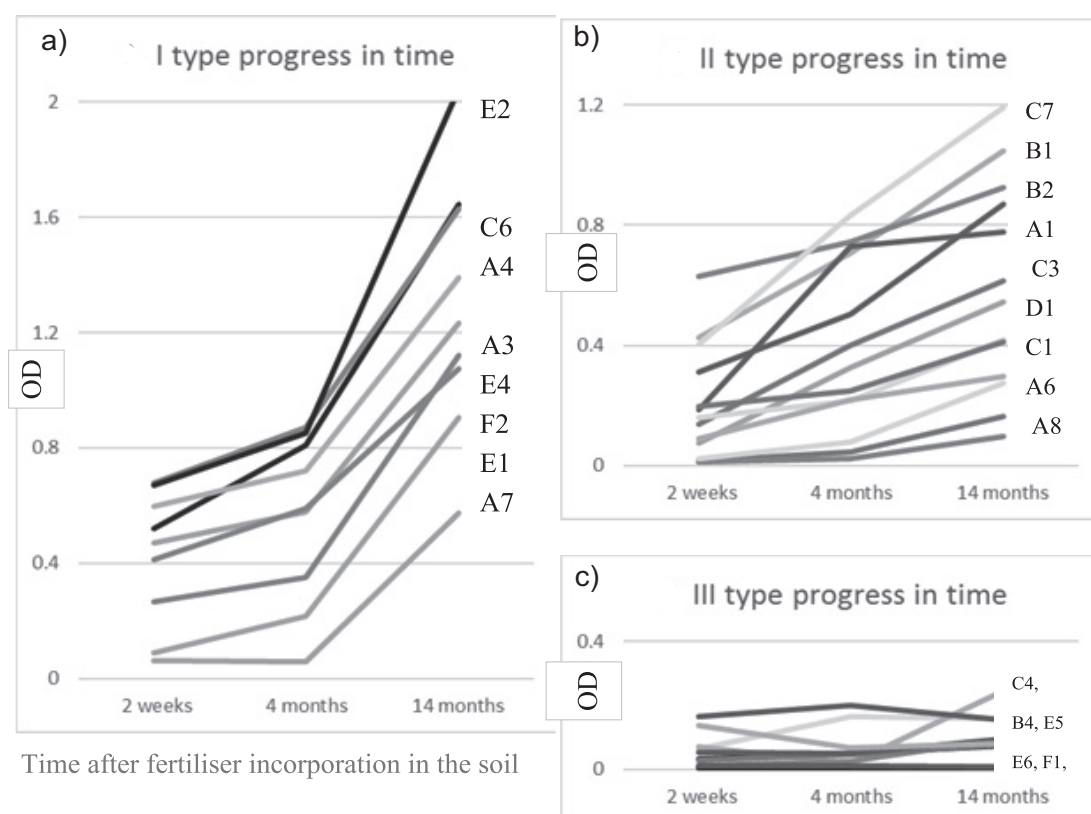 a)
I type progress in time
2
1.6
1.2
0.8
0.4
0
OD
E2
C6
A4
A3
E4
F2
E1
A7
2 weeks 4 months 14 months
Time after fertiliser incorporation in the soil
b)
II type progress in time
1.2
0.8
0.4
0
OD
C7
B1
B2
A1
C3
D1
C1
A6
A8
2 weeks 4 months 14 months
c)
III type progress in time
0.4
0
OD
C4,
B4, E5
E6, F1,
2 weeks 4 months 14 months